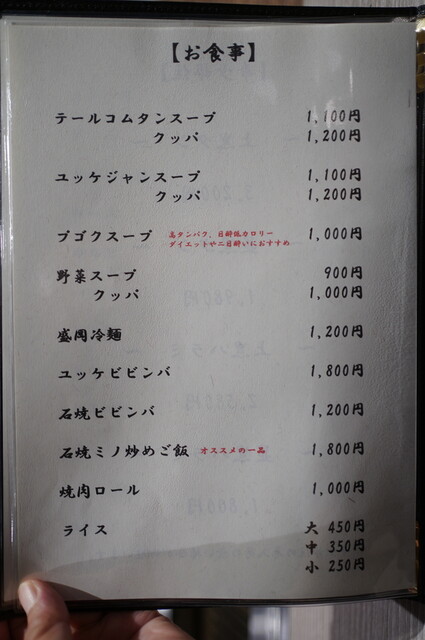 【お食事】
テールコムタンスープ 1,100円
クッパ 1,200円
ユッケジャンスープ 1,100円
クッパ 1,200円
プゴクスープ 高タンパク、日醉低カロリー 1,000円
ダイエットや二日酔いにおすすめ
野菜スープ 900円
クッパ 1,000円
盛岡冷麺 1,200円
ユッケビビンバ 1,800円
石焼ビビンバ 1,200円
石焼ミノ炒めご飯 オススメの一品 1,800円
焼肉ロール 1,000円
ライス 大 450円
中 350円
小 250円